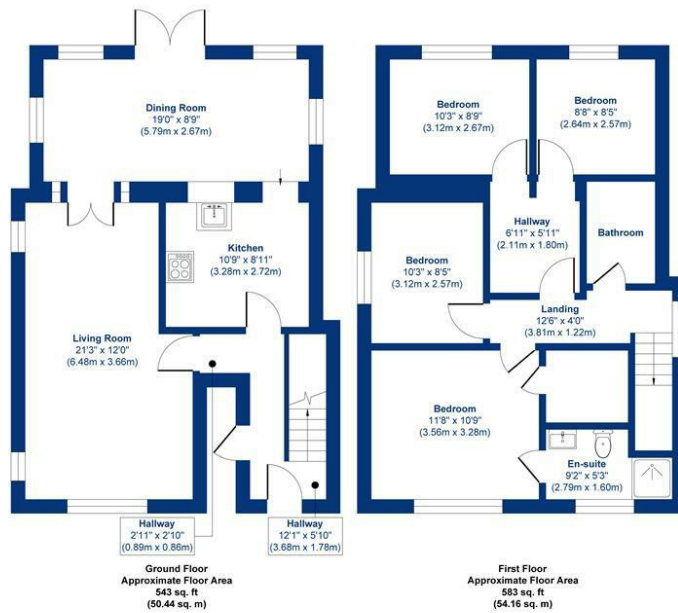 Dining Room
19'0" x 8'9"
(5.79m x 2.67m)
Kitchen
10'9" x 8'11"
(3.28m x 2.72m)
Living Room
21'3" x 12'0"
(6.48m x 3.66m)
Hallway
2'11" x 2'10"
(0.89m x 0.86m)
Hallway
12'1" x 5'10"
(3.68m x 1.78m)
Ground Floor
Approximate Floor Area
543 sq. ft
(50.44 sq. m)
Bedroom
10'3" x 8'9"
(3.12m x 2.67m)
Bedroom
8'8" x 8'5"
(2.64m x 2.57m)
Hallway
6'11" x 5'11"
(2.11m x 1.80m)
Bathroom
Bedroom
10'3" x 8'5"
(3.12m x 2.57m)
Landing
12'6" x 4'0"
(3.81m x 1.22m)
Bedroom
11'8" x 10'9"
(3.56m x 3.28m)
En-suite
9'2" x 5'3"
(2.79m x 1.60m)
First Floor
Approximate Floor Area
583 sq. ft
(54.16 sq. m)